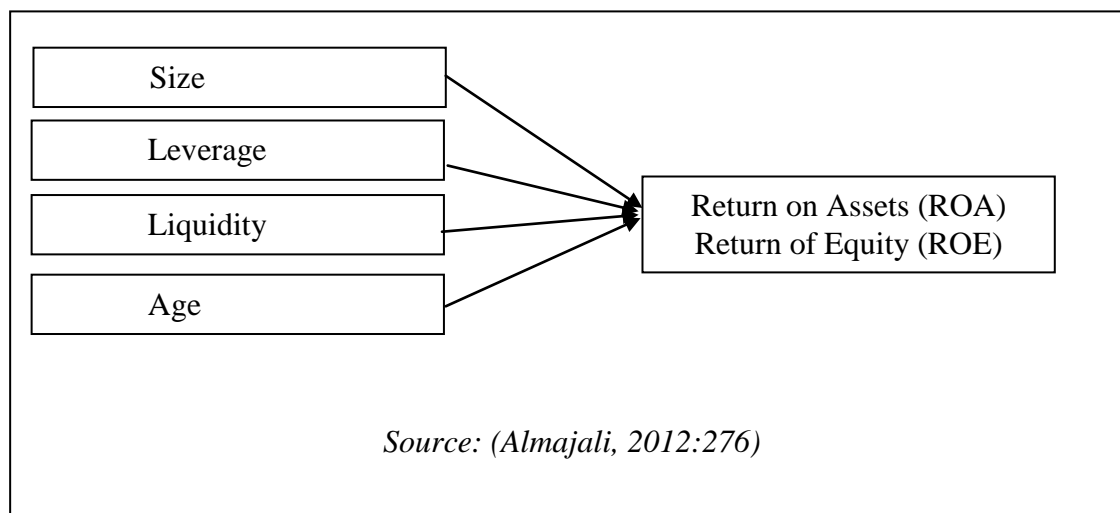 Size
Leverage
Liquidity
Age
Return on Assets (ROA)
Return of Equity (ROE)
Source: (Almajali, 2012:276)